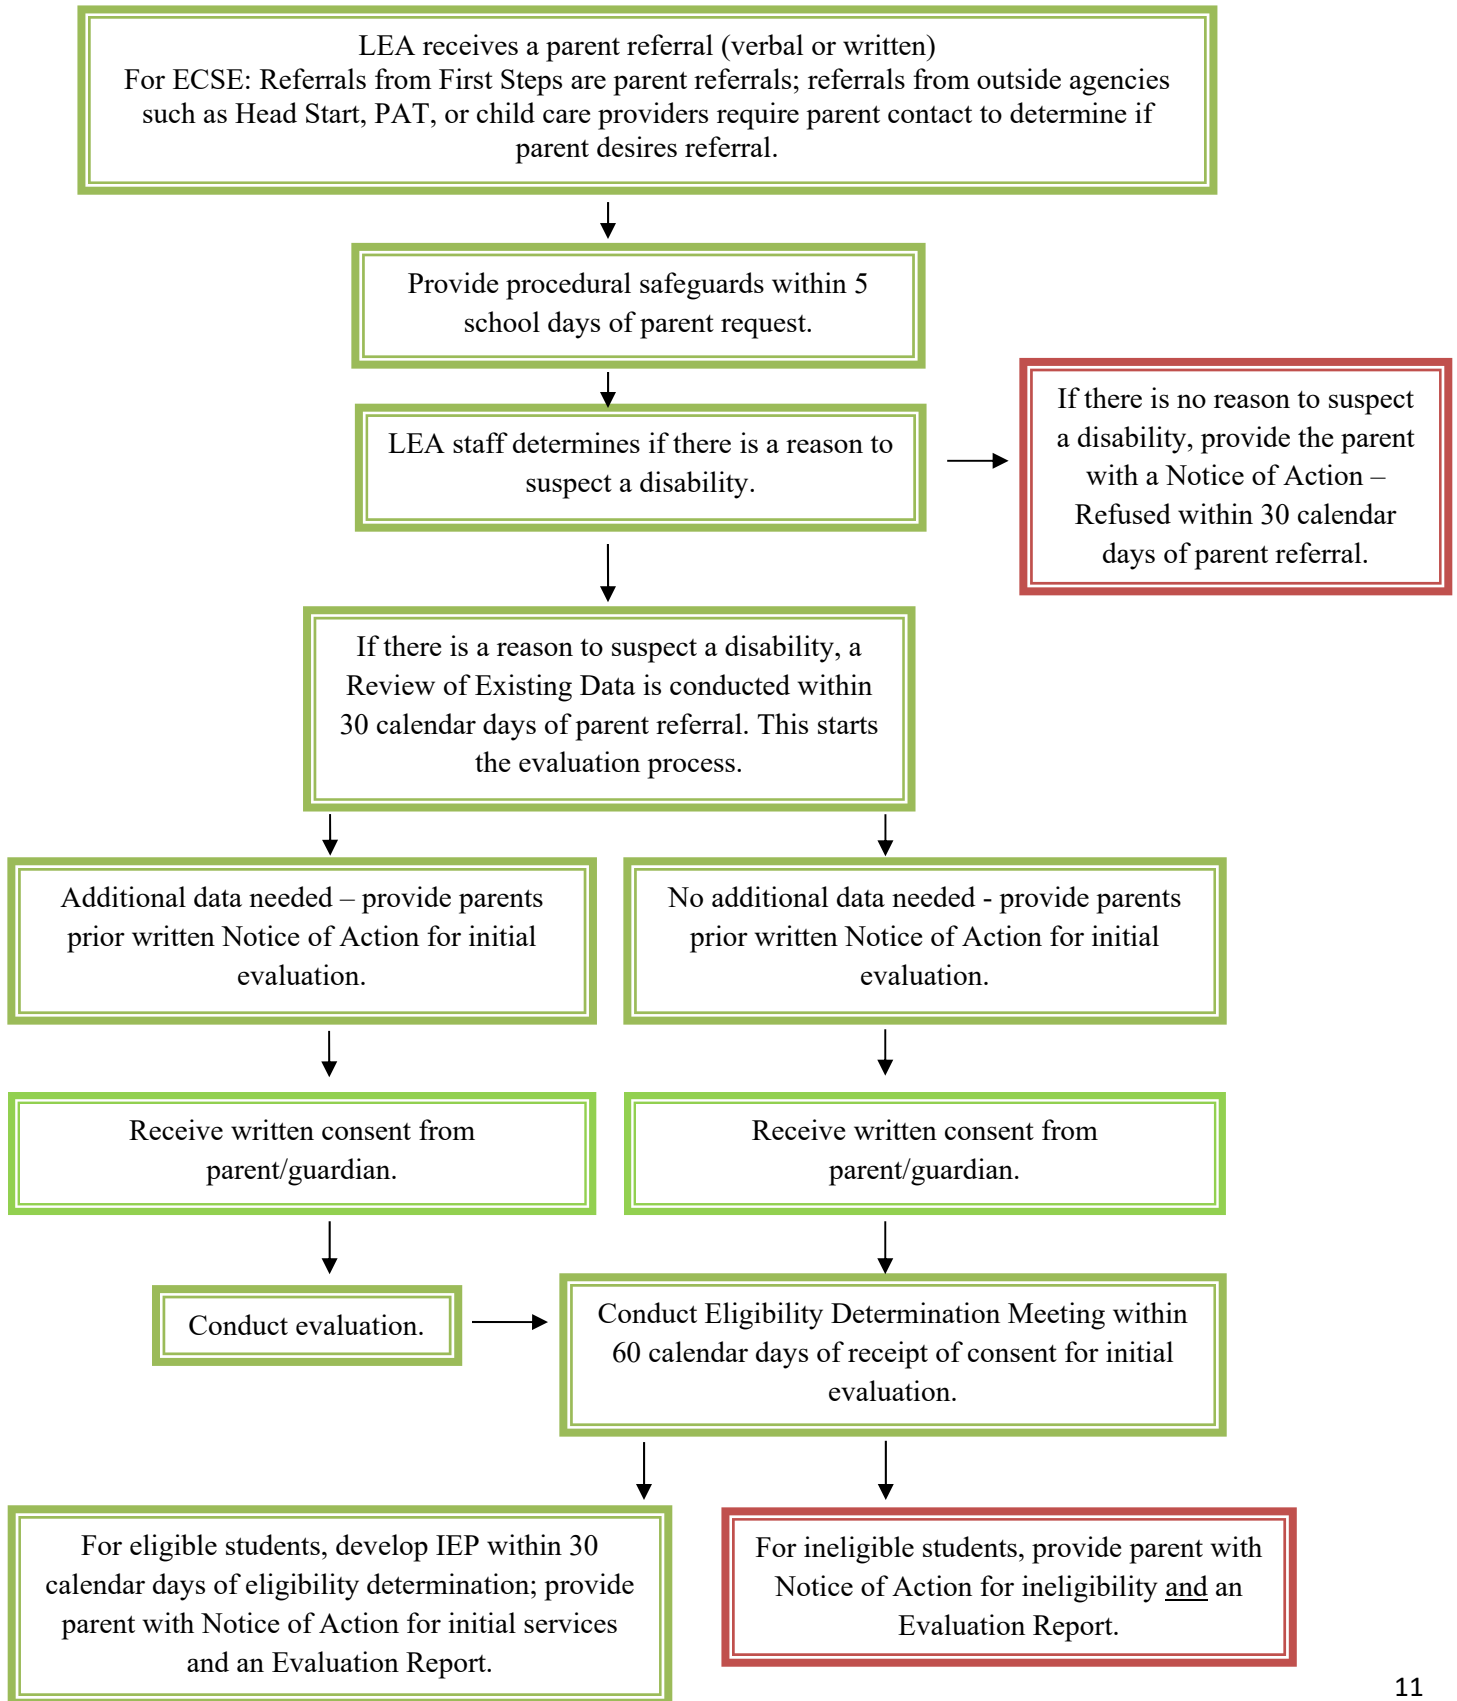 LEA receives a parent referral (verbal or written)
For ECSE: Referrals from First Steps are parent referrals; referrals from outside agencies
such as Head Start, PAT, or child care providers require parent contact to determine if
parent desires referral.
Provide procedural safeguards within 5
school days of parent request.
LEA staff determines if there is a reason to
suspect a disability.
If there is no reason to suspect
a disability, provide the parent
with a Notice of Action –
Refused within 30 calendar
days of parent referral.
If there is a reason to suspect a disability, a
Review of Existing Data is conducted within
30 calendar days of parent referral. This starts
the evaluation process.
Additional data needed – provide parents
prior written Notice of Action for initial
evaluation.
No additional data needed - provide parents
prior written Notice of Action for initial
evaluation.
Receive written consent from
parent/guardian.
Receive written consent from
parent/guardian.
Conduct evaluation.
Conduct Eligibility Determination Meeting within
60 calendar days of receipt of consent for initial
evaluation.
For eligible students, develop IEP within 30
calendar days of eligibility determination; provide
parent with Notice of Action for initial services
and an Evaluation Report.
For ineligible students, provide parent with
Notice of Action for ineligibility and an
Evaluation Report.
11